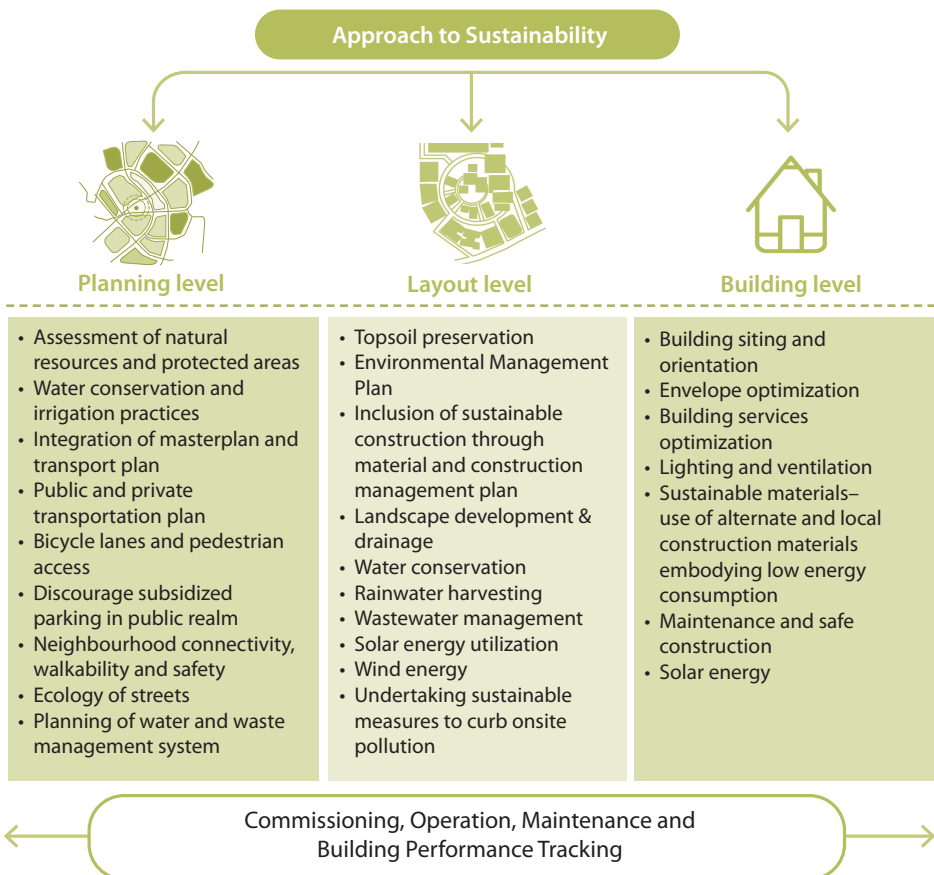 Approach to Sustainability
Planning level
• Assessment of natural
resources and protected areas
• Water conservation and
irrigation practices
• Integration of masterplan and
transport plan
• Public and private
transportation plan
• Bicycle lanes and pedestrian
access
• Discourage subsidized
parking in public realm
• Neighbourhood connectivity,
walkability and safety
• Ecology of streets
• Planning of water and waste
management system
Layout level
• Topsoil preservation
• Environmental Management
Plan
• Inclusion of sustainable
construction through
material and construction
management plan
• Landscape development &
drainage
• Water conservation
• Rainwater harvesting
• Wastewater management
• Solar energy utilization
• Wind energy
• Undertaking sustainable
measures to curb onsite
pollution
Building level
• Building siting and
orientation
• Envelope optimization
• Building services
optimization
• Lighting and ventilation
• Sustainable materials–
use of alternate and local
construction materials
embodying low energy
consumption
• Maintenance and safe
construction
• Solar energy
Commissioning, Operation, Maintenance and
Building Performance Tracking